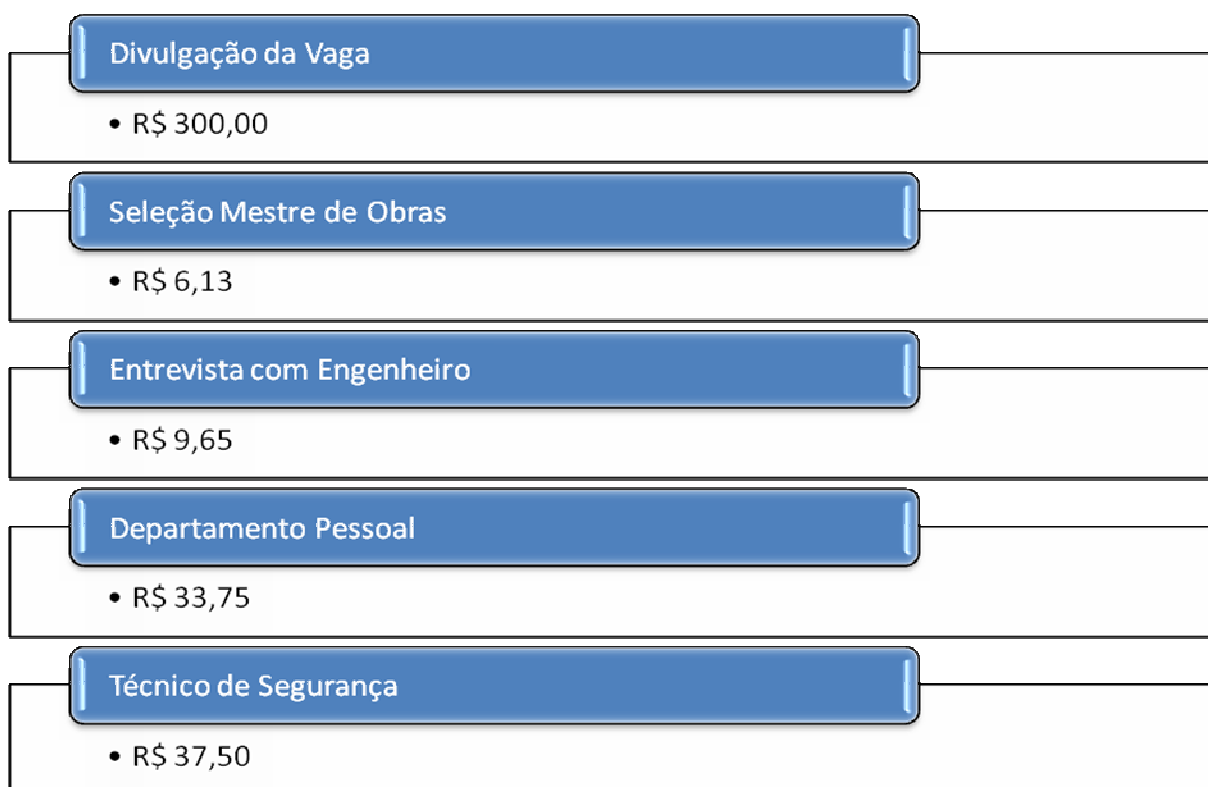 Divulgação da Vaga
• R$ 300,00
Seleção Mestre de Obras
• R$ 6,13
Entrevista com Engenheiro
• R$ 9,65
Departamento Pessoal
• R$ 33,75
Técnico de Segurança
• R$ 37,50